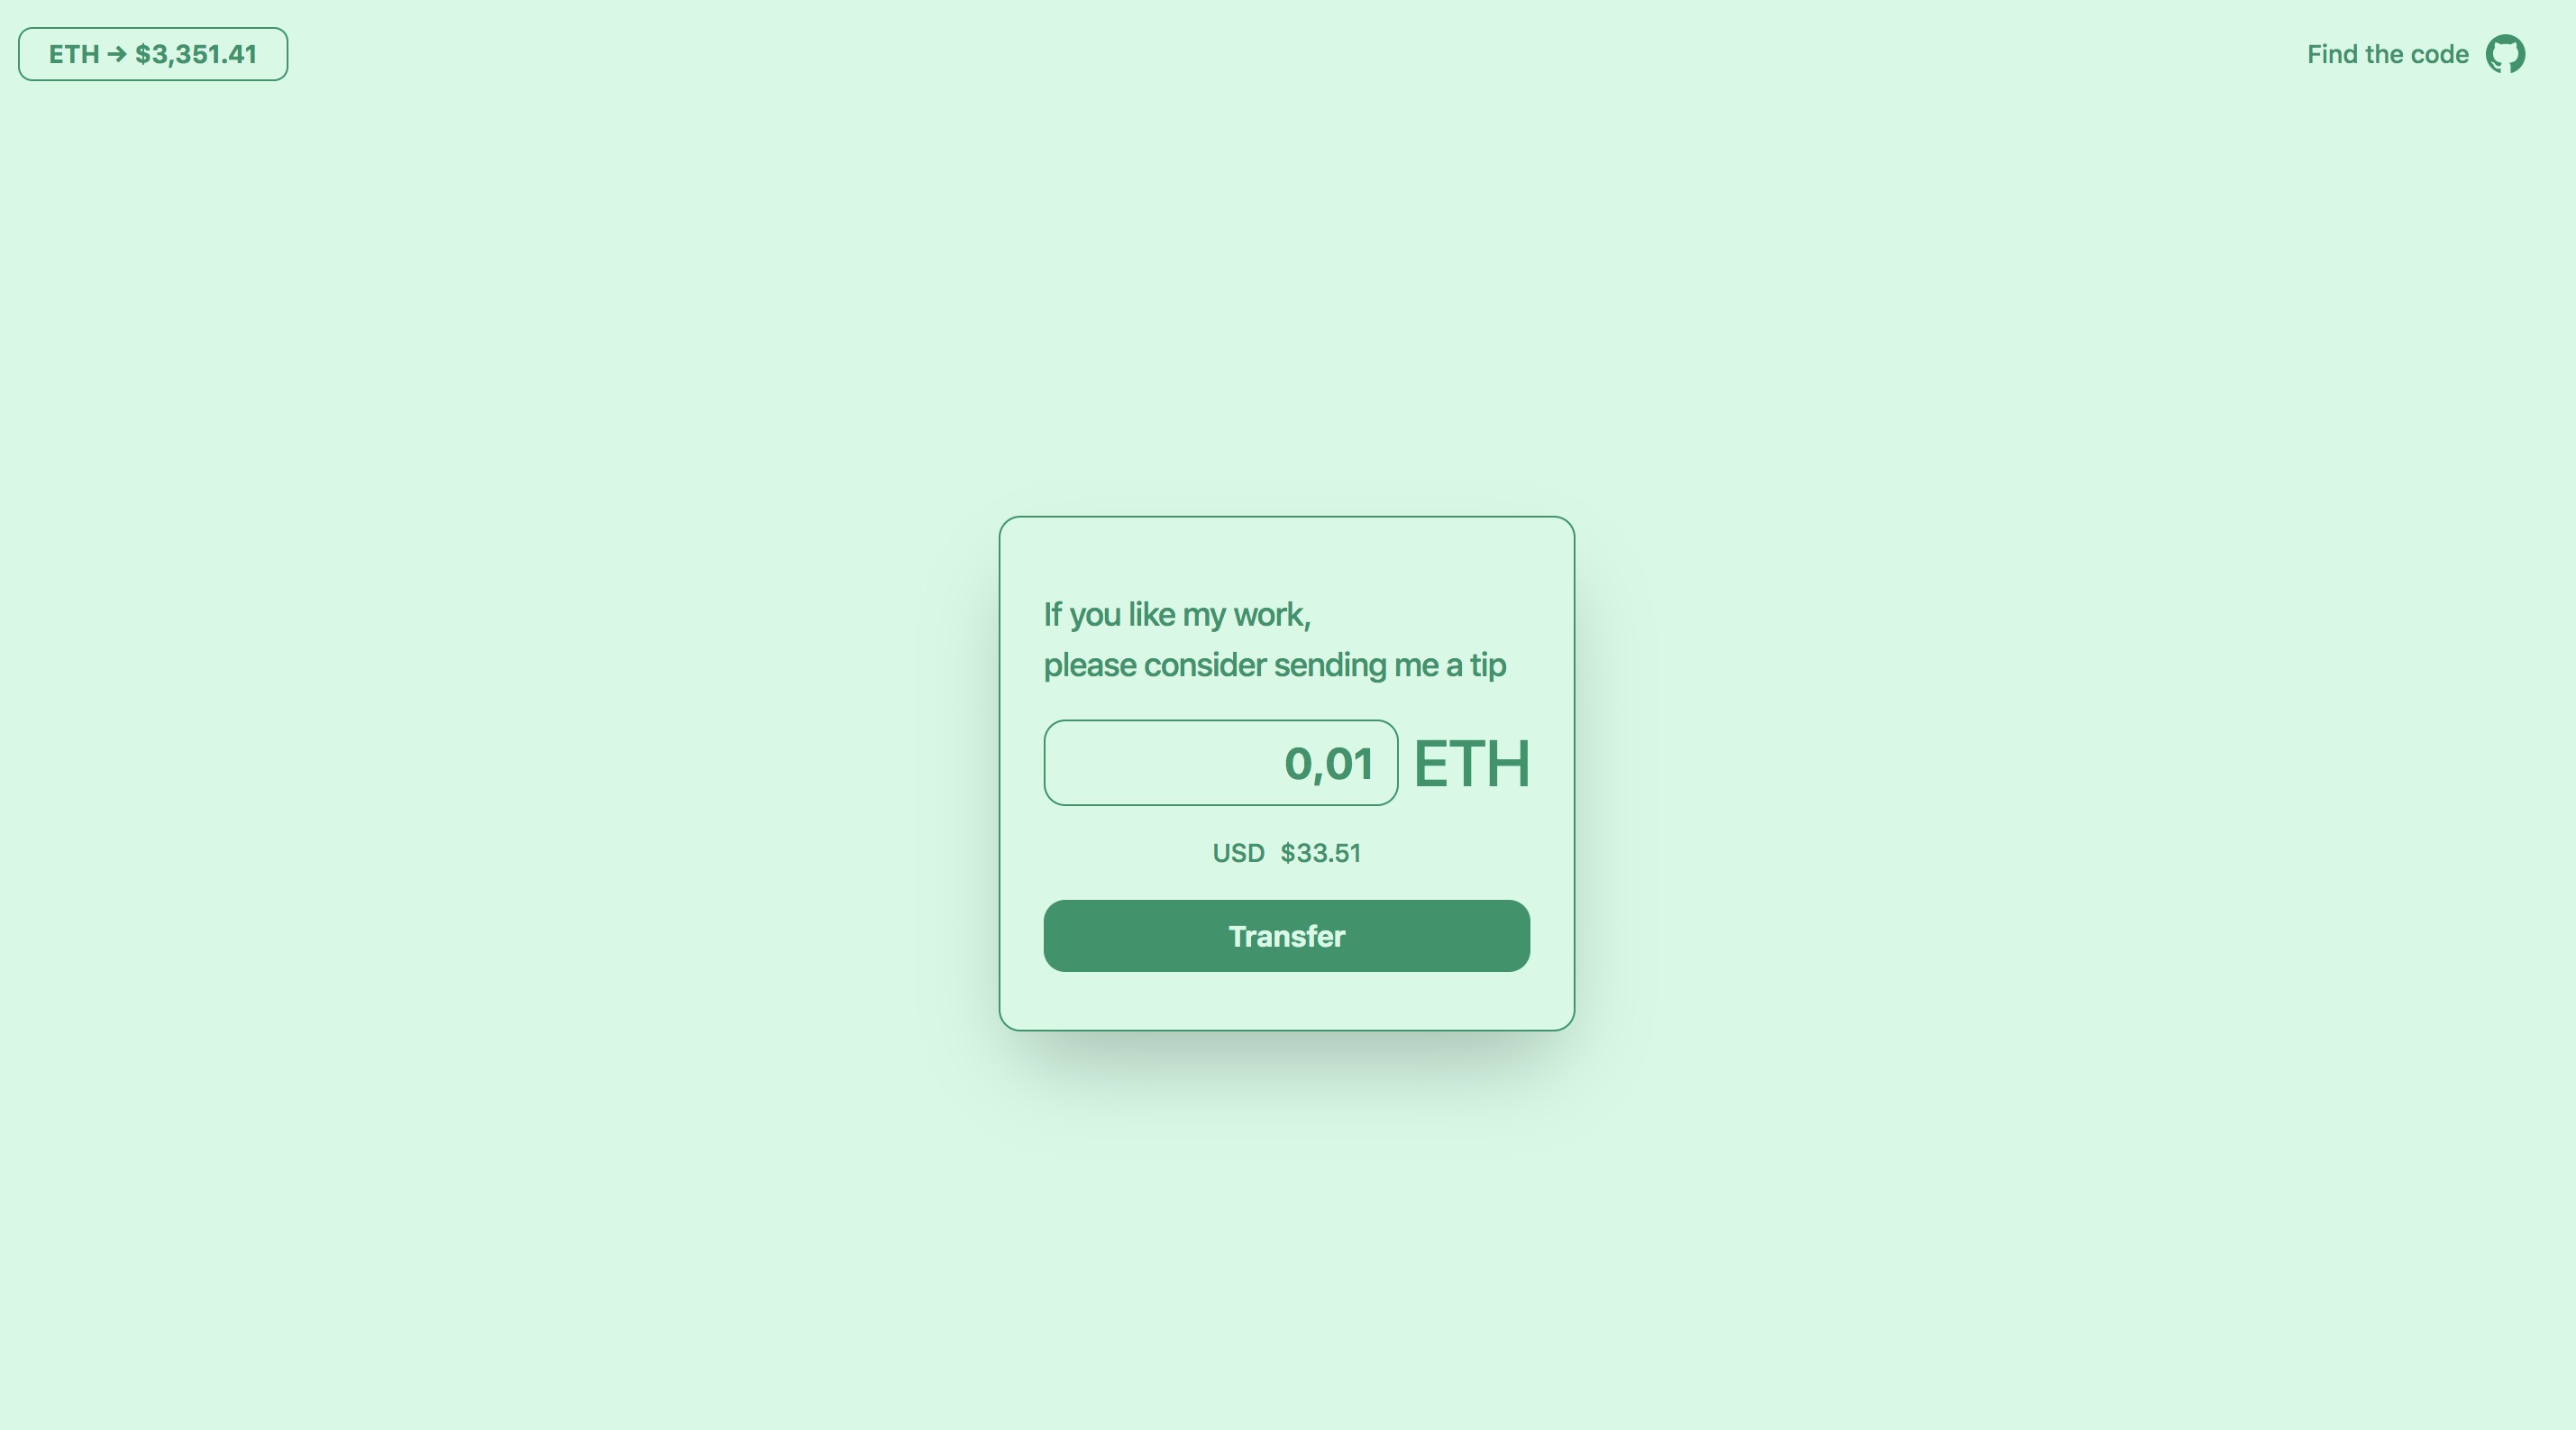 ETH → $3,351.41
Find the code
If you like my work,
please consider sending me a tip
0,01 ETH
USD $33.51
Transfer